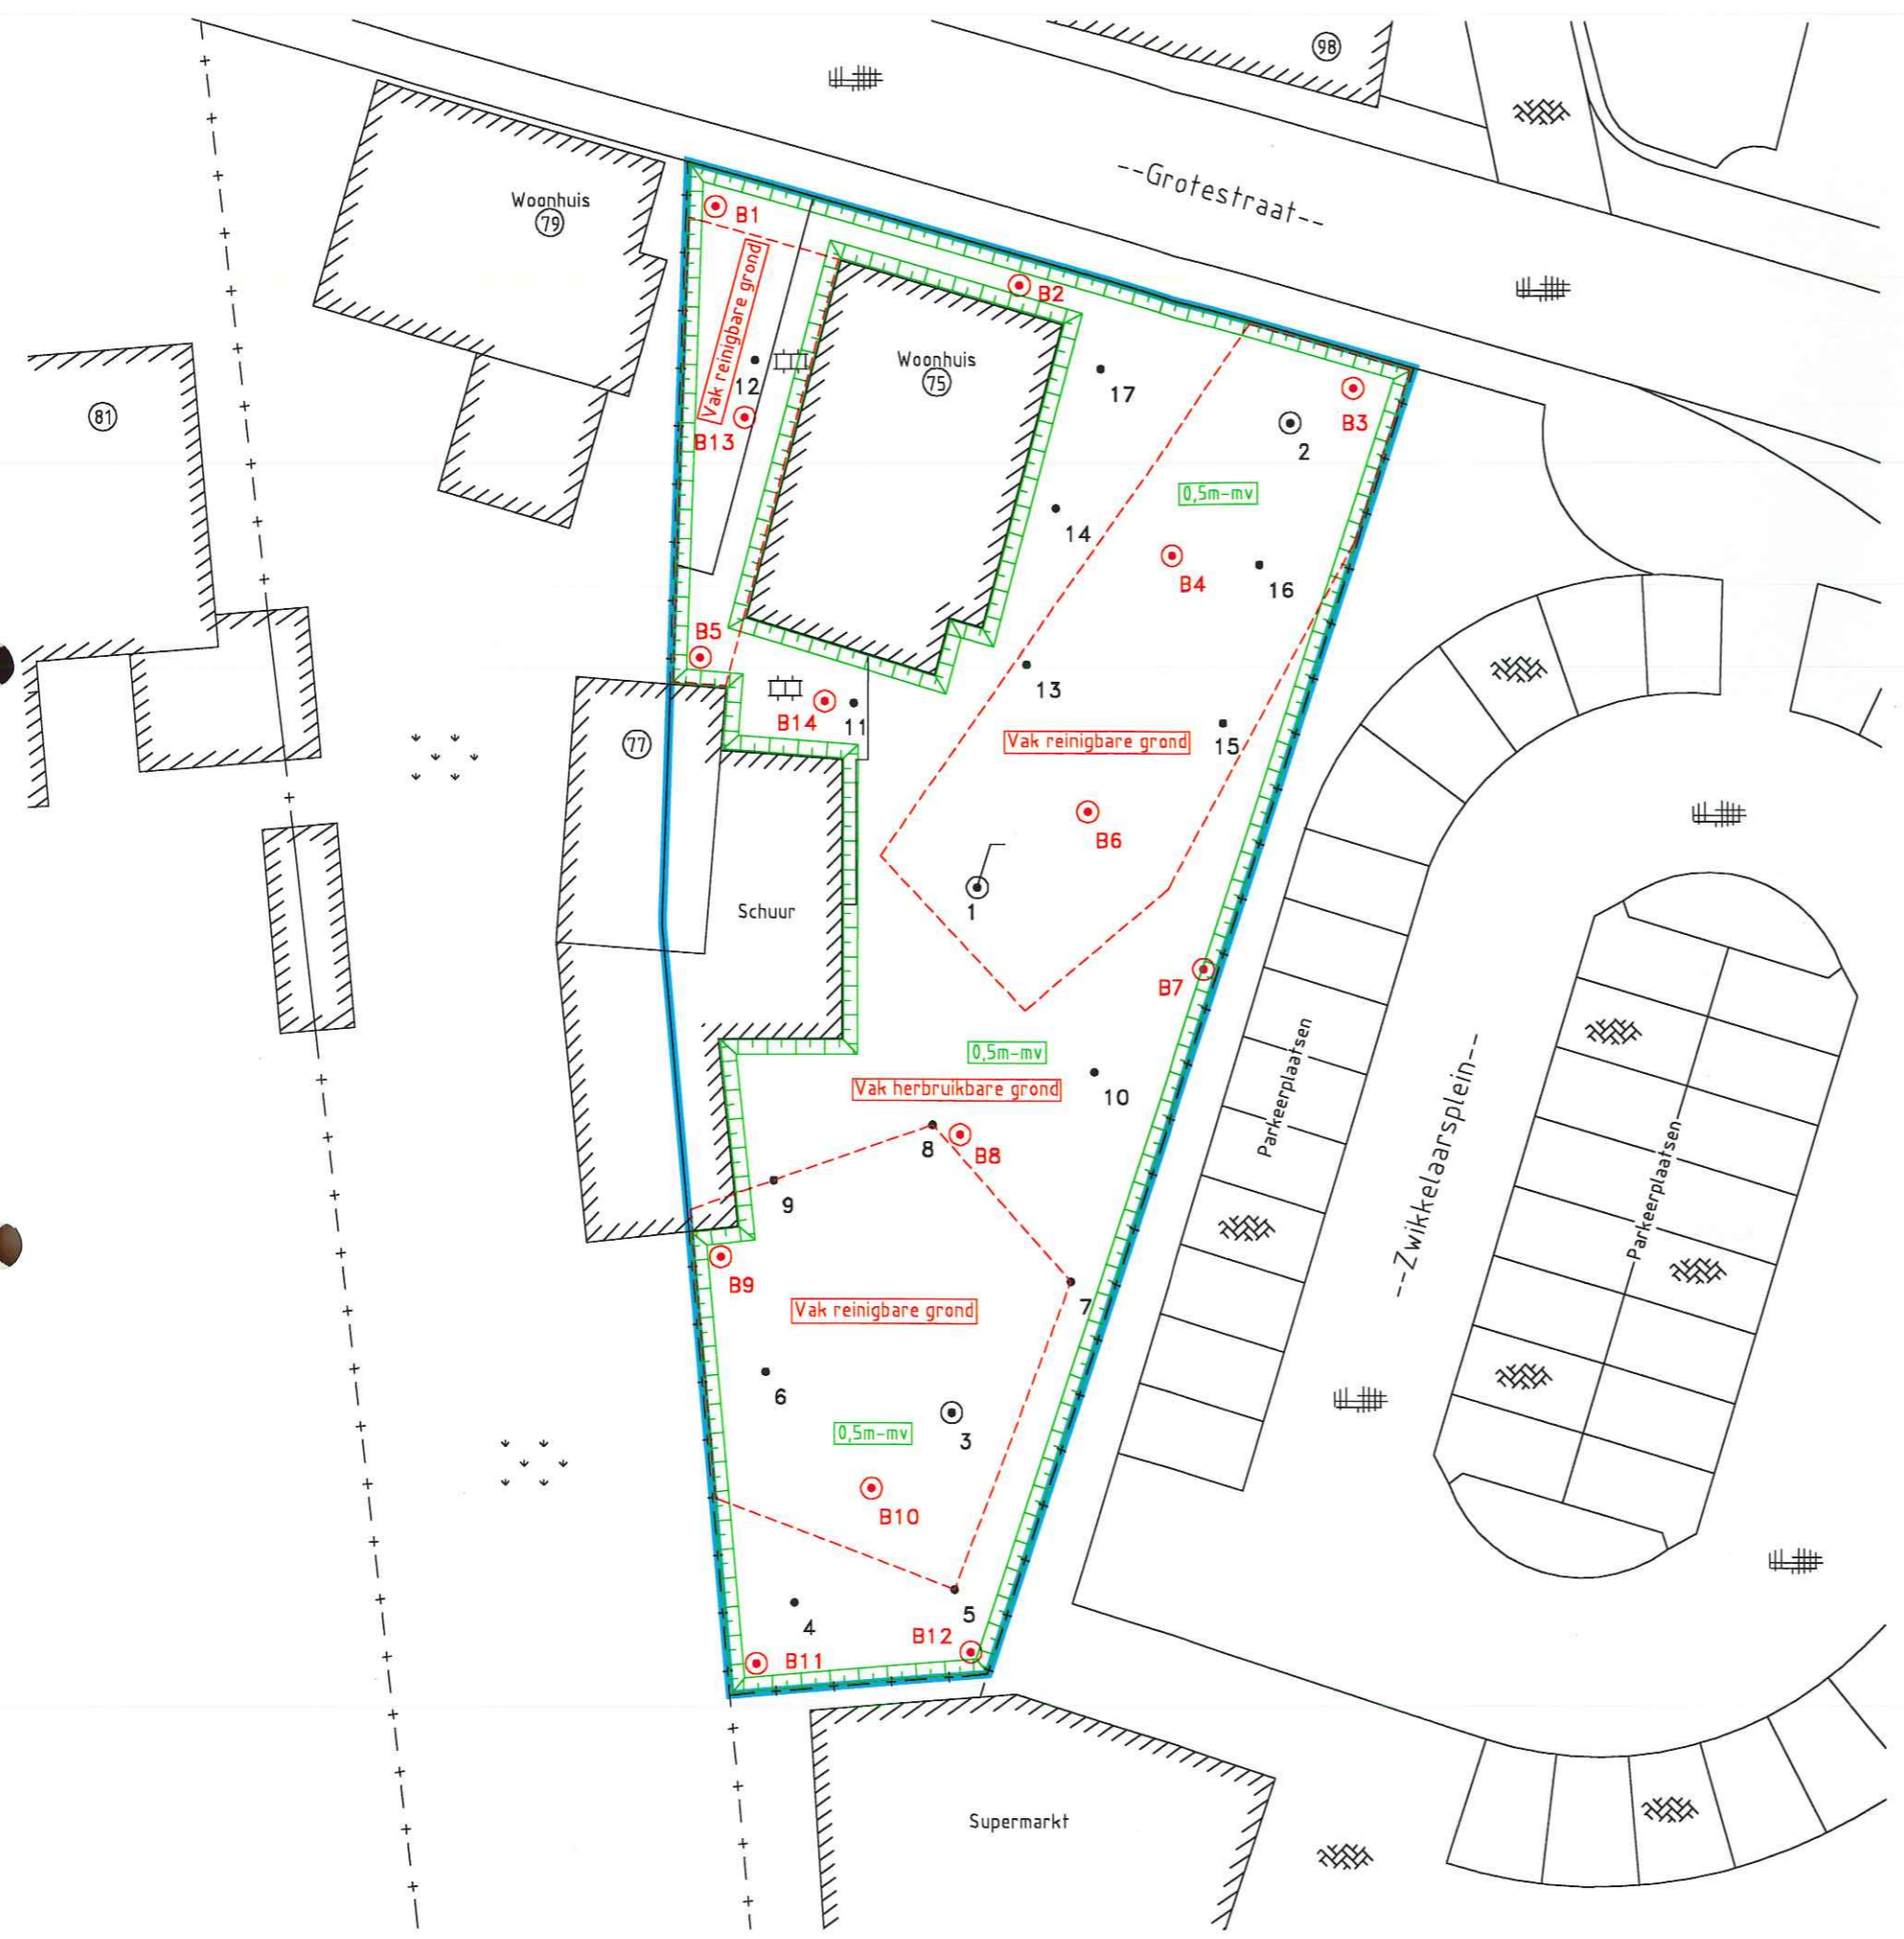 98
--Grotestraat--
Woonhuis
79
B1
Vak reinigbare grond
B2
Woonhuis
75
12
17
B3
81
B13
2
0,5m-mv
14
B4
16
B5
13
B14
11
77
15
Vak reinigbare grond
B6
Schuur
1
B7
0,5m-mv
Vak herbruikbare grond
10
Parkeerplaatsen
--Zwikkelaarsplein--
Parkeerplaatsen
8
B8
9
B9
7
Vak reinigbare grond
6
3
0,5m-mv
B10
5
4
B12
B11
Supermarkt